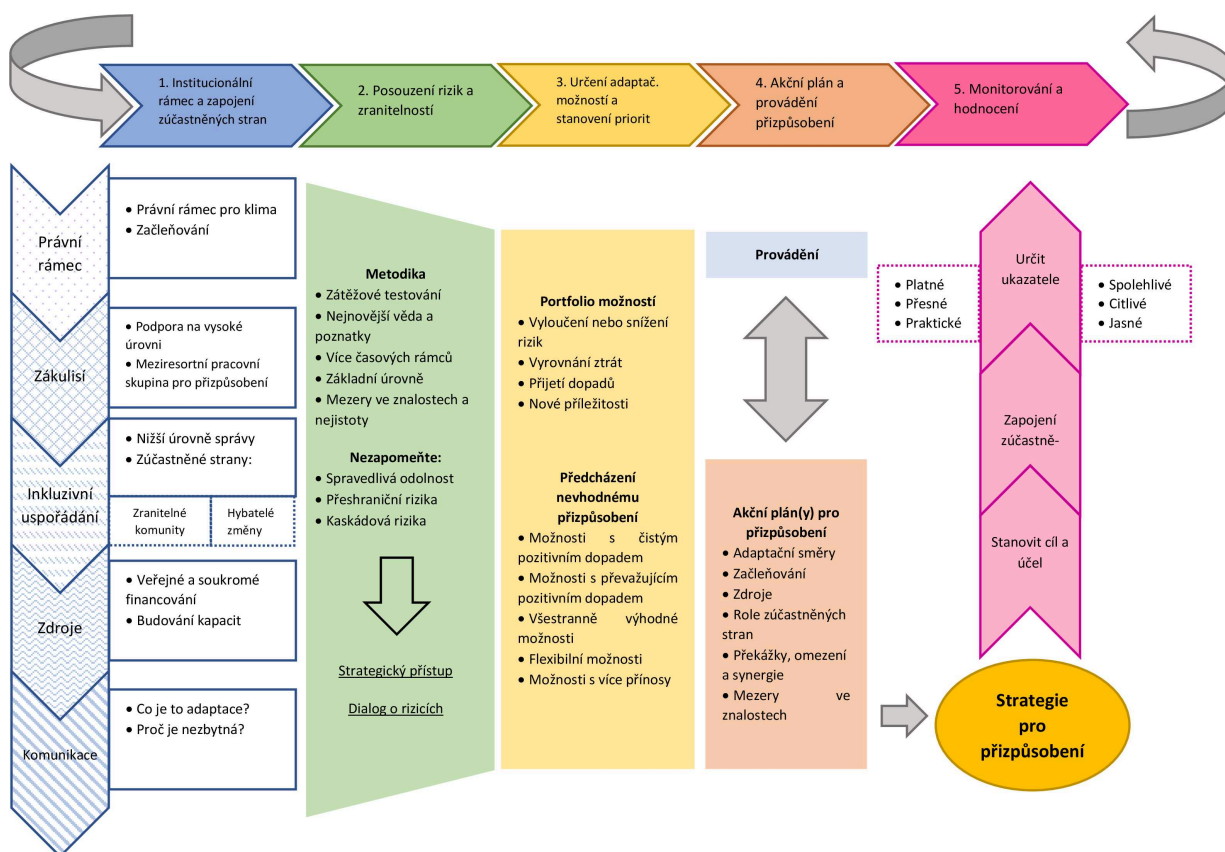 1. Institucionální
rámec a zapojení
zúčastněných stran
2. Posouzení rizik a
zranitelností
3. Určení adaptač.
možností a
stanovení priorit
4. Akční plán a
provádění
přizpůsobení
5. Monitorování a
hodnocení
Právní
rámec
• Právní rámec pro klima
• Začleňování
Zákulisí
• Podpora na vysoké
úrovni
• Meziresortní pracovní
skupina pro přizpůsobení
Inkluzivní
uspořádání
• Nižší úrovně správy
• Zúčastněné strany:
Zranitelné
komunity
Hybatelé
změny
Zdroje
• Veřejné a soukromé
financování
• Budování kapacit
Komunikace
• Co je to adaptace?
• Proč je nezbytná?
Metodika
• Zátěžové testování
• Nejnovější věda a
poznatky
• Více časových rámců
• Základní úrovně
• Mezery ve znalostech a
nejistoty
Nezapomeňte:
• Spravedlivá odolnost
• Přeshraniční rizika
• Kaskádová rizika
Strategický přístup
Dialog o rizicích
Portfolio možností
• Vyloučení nebo snížení
rizik
• Vyrovnání ztrát
• Přijetí dopadů
• Nové příležitosti
Předcházení
nevhodnému
přizpůsobení
• Možnosti s čistým
pozitivním dopadem
• Možnosti s převažujícím
pozitivním dopadem
• Všestranně výhodné
možnosti
• Flexibilní možnosti
• Možnosti s více přínosy
Provádění
Akční plán(y) pro
přizpůsobení
• Adaptační směry
• Začleňování
• Zdroje
• Role zúčastněných
stran
• Překážky, omezení
a synergie
• Mezery ve
znalostech
• Platné
• Přesné
• Praktické
Určit
ukazatele
• Spolehlivé
• Citlivé
• Jasné
Zapojení
zúčastně-
Stanovit cíl a
účel
Strategie
pro
přizpůsobení